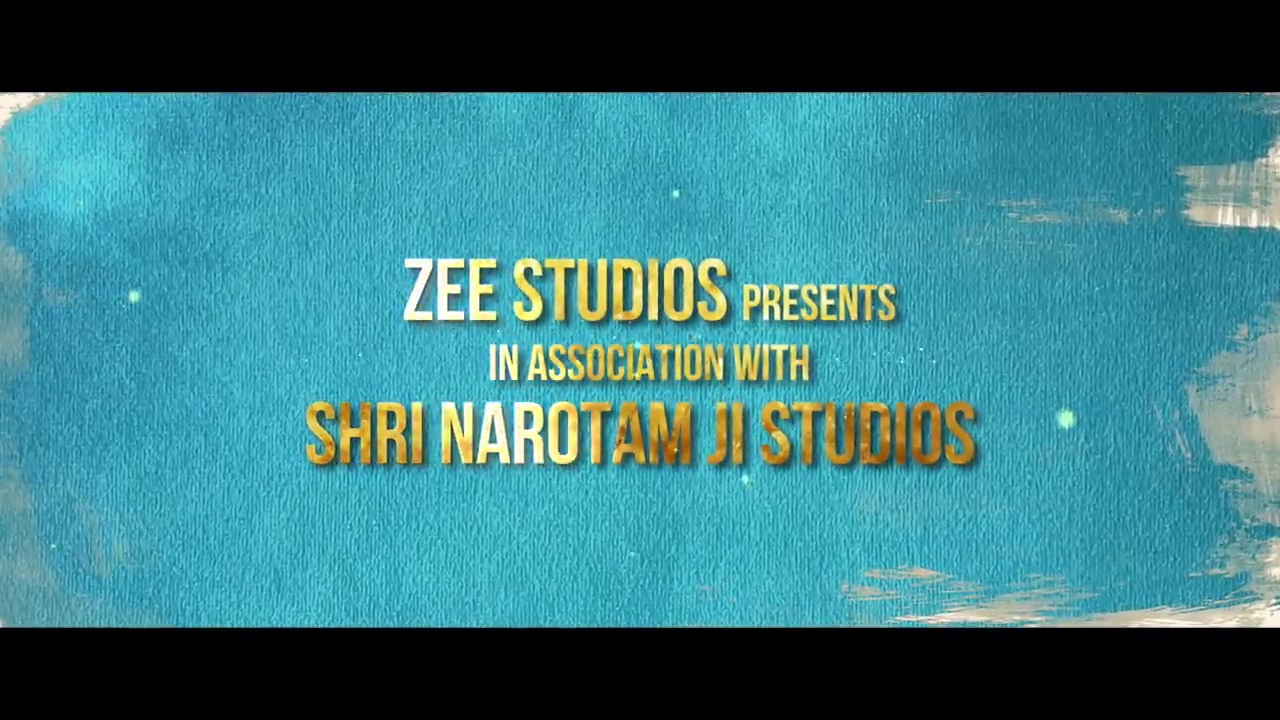 ZEE STUDIOS PRESENTS
IN ASSOCIATION WITH
SHRI NAROTAM JI STUDIOS